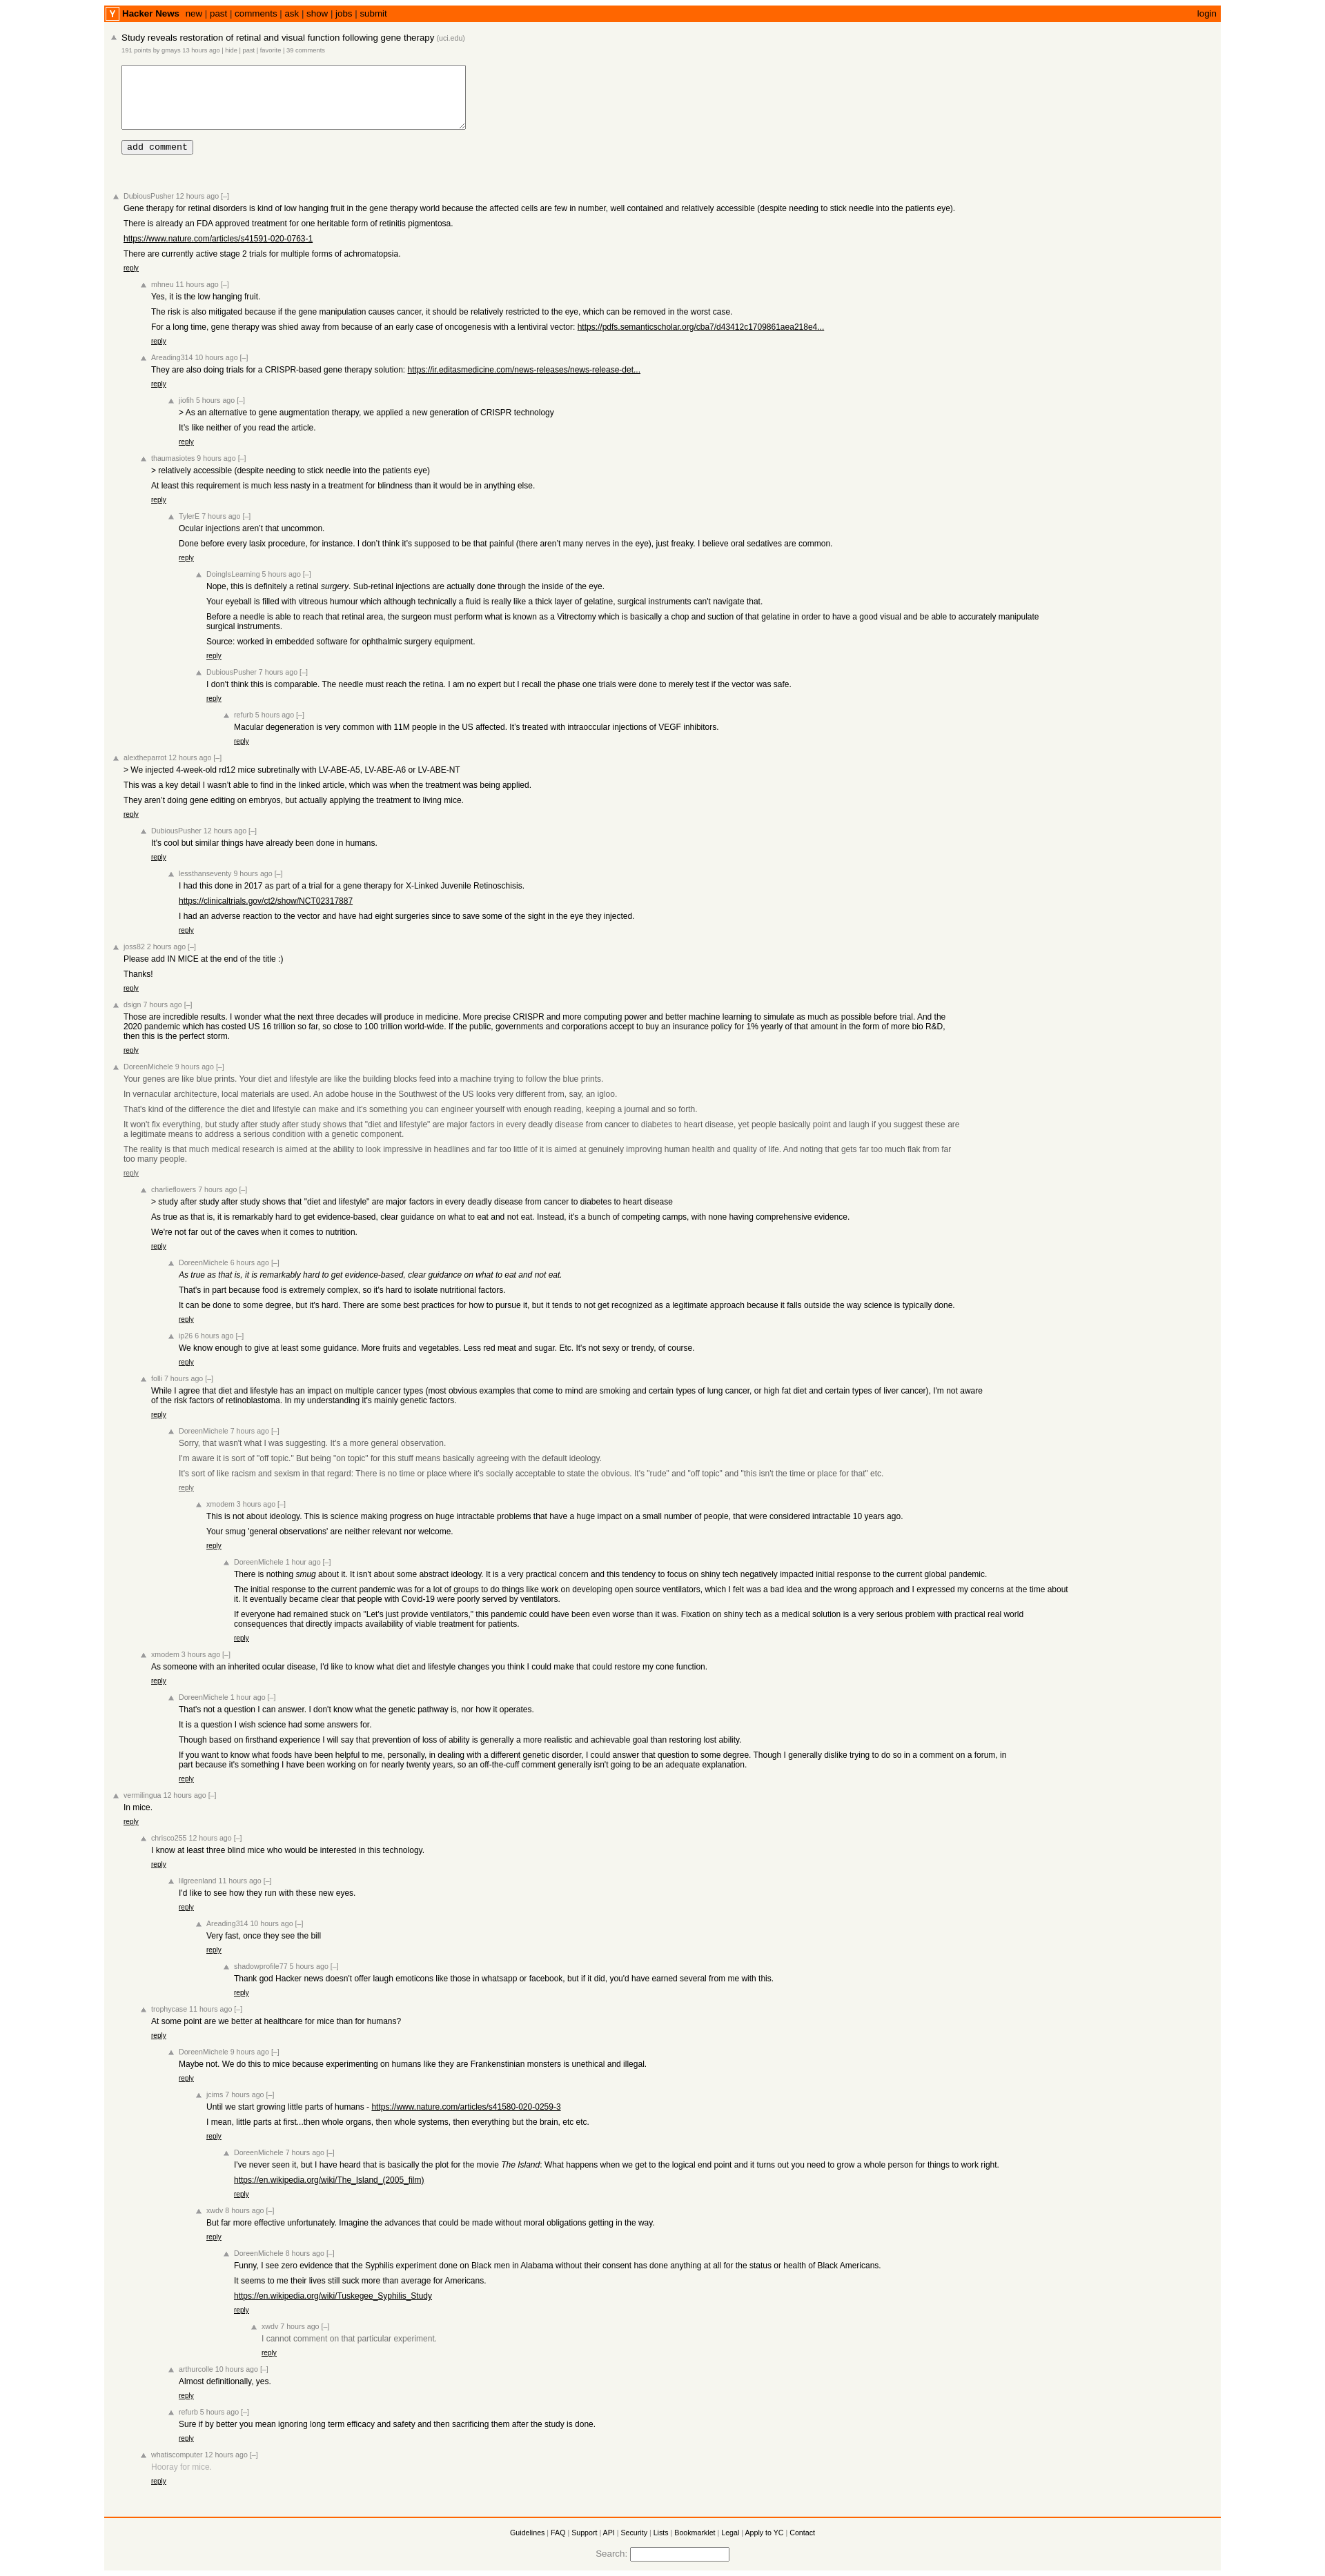 Y Hacker News new | past | comments | ask | show | jobs | submit login
Study reveals restoration of retinal and visual function following gene therapy (uci.edu)
191 points by gmays 13 hours ago | hide | past | favorite | 39 comments
add comment
DubiousPusher 12 hours ago [–]
Gene therapy for retinal disorders is kind of low hanging fruit in the gene therapy world because the affected cells are few in number, well contained and relatively accessible (despite needing to stick needle into the patients eye).
There is already an FDA approved treatment for one heritable form of retinitis pigmentosa.
https://www.nature.com/articles/s41591-020-0763-1
There are currently active stage 2 trials for multiple forms of achromatopsia.
reply
mhneu 11 hours ago [–]
Yes, it is the low hanging fruit.
The risk is also mitigated because if the gene manipulation causes cancer, it should be relatively restricted to the eye, which can be removed in the worst case.
For a long time, gene therapy was shied away from because of an early case of oncogenesis with a lentiviral vector: https://pdfs.semanticscholar.org/cba7/d43412c1709861aea218e4...
reply
Areading314 10 hours ago [–]
They are also doing trials for a CRISPR-based gene therapy solution: https://ir.editasmedicine.com/news-releases/news-release-det...
reply
jiofih 5 hours ago [–]
> As an alternative to gene augmentation therapy, we applied a new generation of CRISPR technology
It's like neither of you read the article.
reply
thaumasiotes 9 hours ago [–]
> relatively accessible (despite needing to stick needle into the patients eye)
At least this requirement is much less nasty in a treatment for blindness than it would be in anything else.
reply
TylerE 7 hours ago [–]
Ocular injections aren't that uncommon.
Done before every lasix procedure, for instance. I don't think it's supposed to be that painful (there aren't many nerves in the eye), just freaky. I believe oral sedatives are common.
reply
DoingIsLearning 5 hours ago [–]
Nope, this is definitely a retinal surgery. Sub-retinal injections are actually done through the inside of the eye.
Your eyeball is filled with vitreous humour which although technically a fluid is really like a thick layer of gelatine, surgical instruments can't navigate that.
Before a needle is able to reach that retinal area, the surgeon must perform what is known as a Vitrectomy which is basically a chop and suction of that gelatine in order to have a good visual and be able to accurately manipulate
surgical instruments.
Source: worked in embedded software for ophthalmic surgery equipment.
reply
DubiousPusher 7 hours ago [–]
I don't think this is comparable. The needle must reach the retina. I am no expert but I recall the phase one trials were done to merely test if the vector was safe.
reply
refurb 5 hours ago [–]
Macular degeneration is very common with 11M people in the US affected. It's treated with intraoccular injections of VEGF inhibitors.
reply
alextheparrot 12 hours ago [–]
> We injected 4-week-old rd12 mice subretinally with LV-ABE-A5, LV-ABE-A6 or LV-ABE-NT
This was a key detail I wasn't able to find in the linked article, which was when the treatment was being applied.
They aren't doing gene editing on embryos, but actually applying the treatment to living mice.
reply
DubiousPusher 12 hours ago [–]
It's cool but similar things have already been done in humans.
reply
lessthanseventy 9 hours ago [–]
I had this done in 2017 as part of a trial for a gene therapy for X-Linked Juvenile Retinoschisis.
https://clinicaltrials.gov/ct2/show/NCT02317887
I had an adverse reaction to the vector and have had eight surgeries since to save some of the sight in the eye they injected.
reply
joss82 2 hours ago [–]
Please add IN MICE at the end of the title :)
Thanks!
reply
dsign 7 hours ago [–]
Those are incredible results. I wonder what the next three decades will produce in medicine. More precise CRISPR and more computing power and better machine learning to simulate as much as possible before trial. And the
2020 pandemic which has costed US 16 trillion so far, so close to 100 trillion world-wide. If the public, governments and corporations accept to buy an insurance policy for 1% yearly of that amount in the form of more bio R&D,
then this is the perfect storm.
reply
DoreenMichele 9 hours ago [–]
Your genes are like blue prints. Your diet and lifestyle are like the building blocks feed into a machine trying to follow the blue prints.
In vernacular architecture, local materials are used. An adobe house in the Southwest of the US looks very different from, say, an igloo.
That's kind of the difference the diet and lifestyle can make and it's something you can engineer yourself with enough reading, keeping a journal and so forth.
It won't fix everything, but study after study after study shows that "diet and lifestyle" are major factors in every deadly disease from cancer to diabetes to heart disease, yet people basically point and laugh if you suggest these are
a legitimate means to address a serious condition with a genetic component.
The reality is that much medical research is aimed at the ability to look impressive in headlines and far too little of it is aimed at genuinely improving human health and quality of life. And noting that gets far too much flak from far
too many people.
reply
charlieflowers 7 hours ago [–]
> study after study after study shows that "diet and lifestyle" are major factors in every deadly disease from cancer to diabetes to heart disease
As true as that is, it is remarkably hard to get evidence-based, clear guidance on what to eat and not eat. Instead, it's a bunch of competing camps, with none having comprehensive evidence.
We're not far out of the caves when it comes to nutrition.
reply
DoreenMichele 6 hours ago [–]
As true as that is, it is remarkably hard to get evidence-based, clear guidance on what to eat and not eat.
That's in part because food is extremely complex, so it's hard to isolate nutritional factors.
It can be done to some degree, but it's hard. There are some best practices for how to pursue it, but it tends to not get recognized as a legitimate approach because it falls outside the way science is typically done.
reply
ip26 6 hours ago [–]
We know enough to give at least some guidance. More fruits and vegetables. Less red meat and sugar. Etc. It's not sexy or trendy, of course.
reply
folli 7 hours ago [–]
While I agree that diet and lifestyle has an impact on multiple cancer types (most obvious examples that come to mind are smoking and certain types of lung cancer, or high fat diet and certain types of liver cancer), I'm not aware
of the risk factors of retinoblastoma. In my understanding it's mainly genetic factors.
reply
DoreenMichele 7 hours ago [–]
Sorry, that wasn't what I was suggesting. It's a more general observation.
I'm aware it is sort of "off topic." But being "on topic" for this stuff means basically agreeing with the default ideology.
It's sort of like racism and sexism in that regard: There is no time or place where it's socially acceptable to state the obvious. It's "rude" and "off topic" and "this isn't the time or place for that" etc.
reply
xmodem 3 hours ago [–]
This is not about ideology. This is science making progress on huge intractable problems that have a huge impact on a small number of people, that were considered intractable 10 years ago.
Your smug 'general observations' are neither relevant nor welcome.
reply
DoreenMichele 1 hour ago [–]
There is nothing smug about it. It isn't about some abstract ideology. It is a very practical concern and this tendency to focus on shiny tech negatively impacted initial response to the current global pandemic.
The initial response to the current pandemic was for a lot of groups to do things like work on developing open source ventilators, which I felt was a bad idea and the wrong approach and I expressed my concerns at the time about
it. It eventually became clear that people with Covid-19 were poorly served by ventilators.
If everyone had remained stuck on "Let's just provide ventilators," this pandemic could have been even worse than it was. Fixation on shiny tech as a medical solution is a very serious problem with practical real world
consequences that directly impacts availability of viable treatment for patients.
reply
xmodem 3 hours ago [–]
As someone with an inherited ocular disease, I'd like to know what diet and lifestyle changes you think I could make that could restore my cone function.
reply
DoreenMichele 1 hour ago [–]
That's not a question I can answer. I don't know what the genetic pathway is, nor how it operates.
It is a question I wish science had some answers for.
Though based on firsthand experience I will say that prevention of loss of ability is generally a more realistic and achievable goal than restoring lost ability.
If you want to know what foods have been helpful to me, personally, in dealing with a different genetic disorder, I could answer that question to some degree. Though I generally dislike trying to do so in a comment on a forum, in
part because it's something I have been working on for nearly twenty years, so an off-the-cuff comment generally isn't going to be an adequate explanation.
reply
vermilingua 12 hours ago [–]
In mice.
reply
chrisco255 12 hours ago [–]
I know at least three blind mice who would be interested in this technology.
reply
lilgreenland 11 hours ago [–]
I'd like to see how they run with these new eyes.
reply
Areading314 10 hours ago [–]
Very fast, once they see the bill
reply
shadowprofile77 5 hours ago [–]
Thank god Hacker news doesn't offer laugh emoticons like those in whatsapp or facebook, but if it did, you'd have earned several from me with this.
reply
trophycase 11 hours ago [–]
At some point are we better at healthcare for mice than for humans?
reply
DoreenMichele 9 hours ago [–]
Maybe not. We do this to mice because experimenting on humans like they are Frankenstinian monsters is unethical and illegal.
reply
jcims 7 hours ago [–]
Until we start growing little parts of humans - https://www.nature.com/articles/s41580-020-0259-3
I mean, little parts at first...then whole organs, then whole systems, then everything but the brain, etc etc.
reply
DoreenMichele 7 hours ago [–]
I've never seen it, but I have heard that is basically the plot for the movie The Island: What happens when we get to the logical end point and it turns out you need to grow a whole person for things to work right.
https://en.wikipedia.org/wiki/The_Island_(2005_film)
reply
xwdv 8 hours ago [–]
But far more effective unfortunately. Imagine the advances that could be made without moral obligations getting in the way.
reply
DoreenMichele 8 hours ago [–]
Funny, I see zero evidence that the Syphilis experiment done on Black men in Alabama without their consent has done anything at all for the status or health of Black Americans.
It seems to me their lives still suck more than average for Americans.
https://en.wikipedia.org/wiki/Tuskegee_Syphilis_Study
reply
xwdv 7 hours ago [–]
I cannot comment on that particular experiment.
reply
arthurcolle 10 hours ago [–]
Almost definitionally, yes.
reply
refurb 5 hours ago [–]
Sure if by better you mean ignoring long term efficacy and safety and then sacrificing them after the study is done.
reply
whatiscomputer 12 hours ago [–]
Hooray for mice.
reply
Guidelines | FAQ | Support | API | Security | Lists | Bookmarklet | Legal | Apply to YC | Contact
Search: